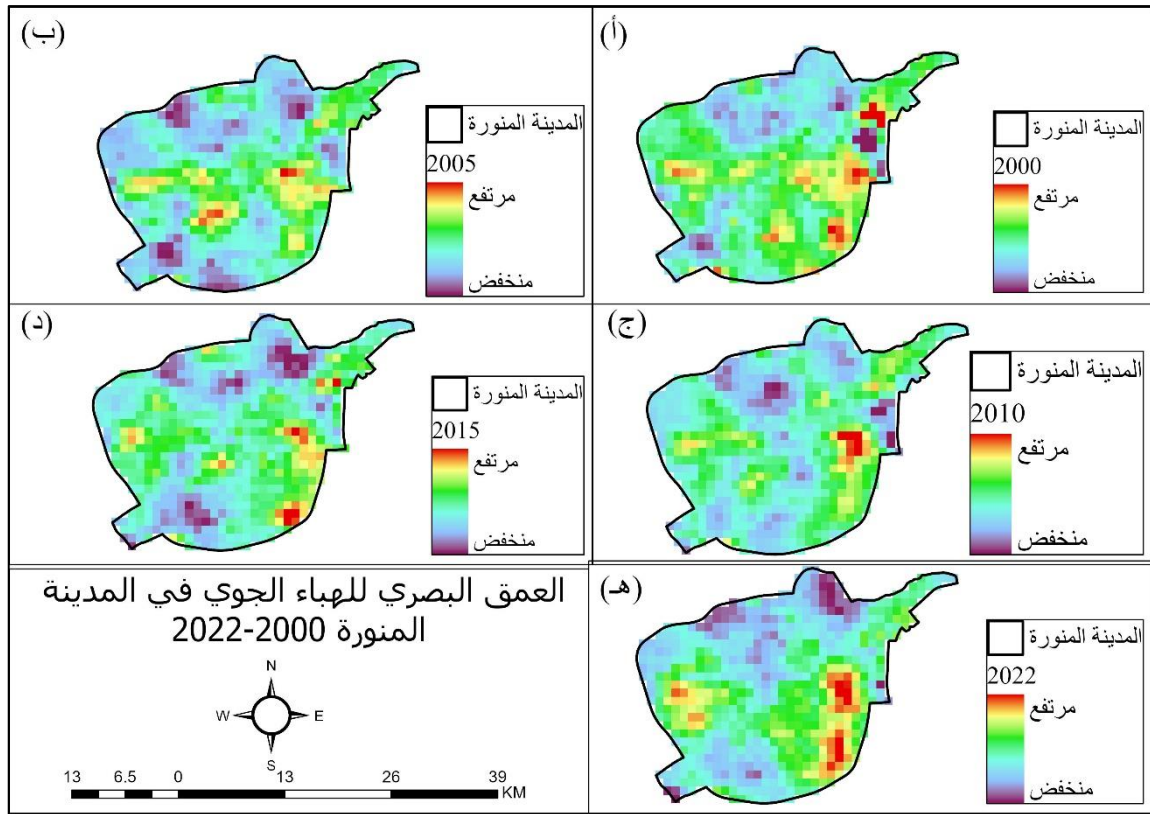 (أ)
المدينة المنورة
2000
مرتفع
منخفض
(ب)
المدينة المنورة
2005
مرتفع
منخفض
(ج)
المدينة المنورة
2010
مرتفع
منخفض
(د)
المدينة المنورة
2015
مرتفع
منخفض
(هـ)
المدينة المنورة
2022
مرتفع
منخفض
العمق البصري للهباء الجوي في المدينة
المنورة 2000-2022
N
W E
S
13 6.5 0 13 26 39
KM